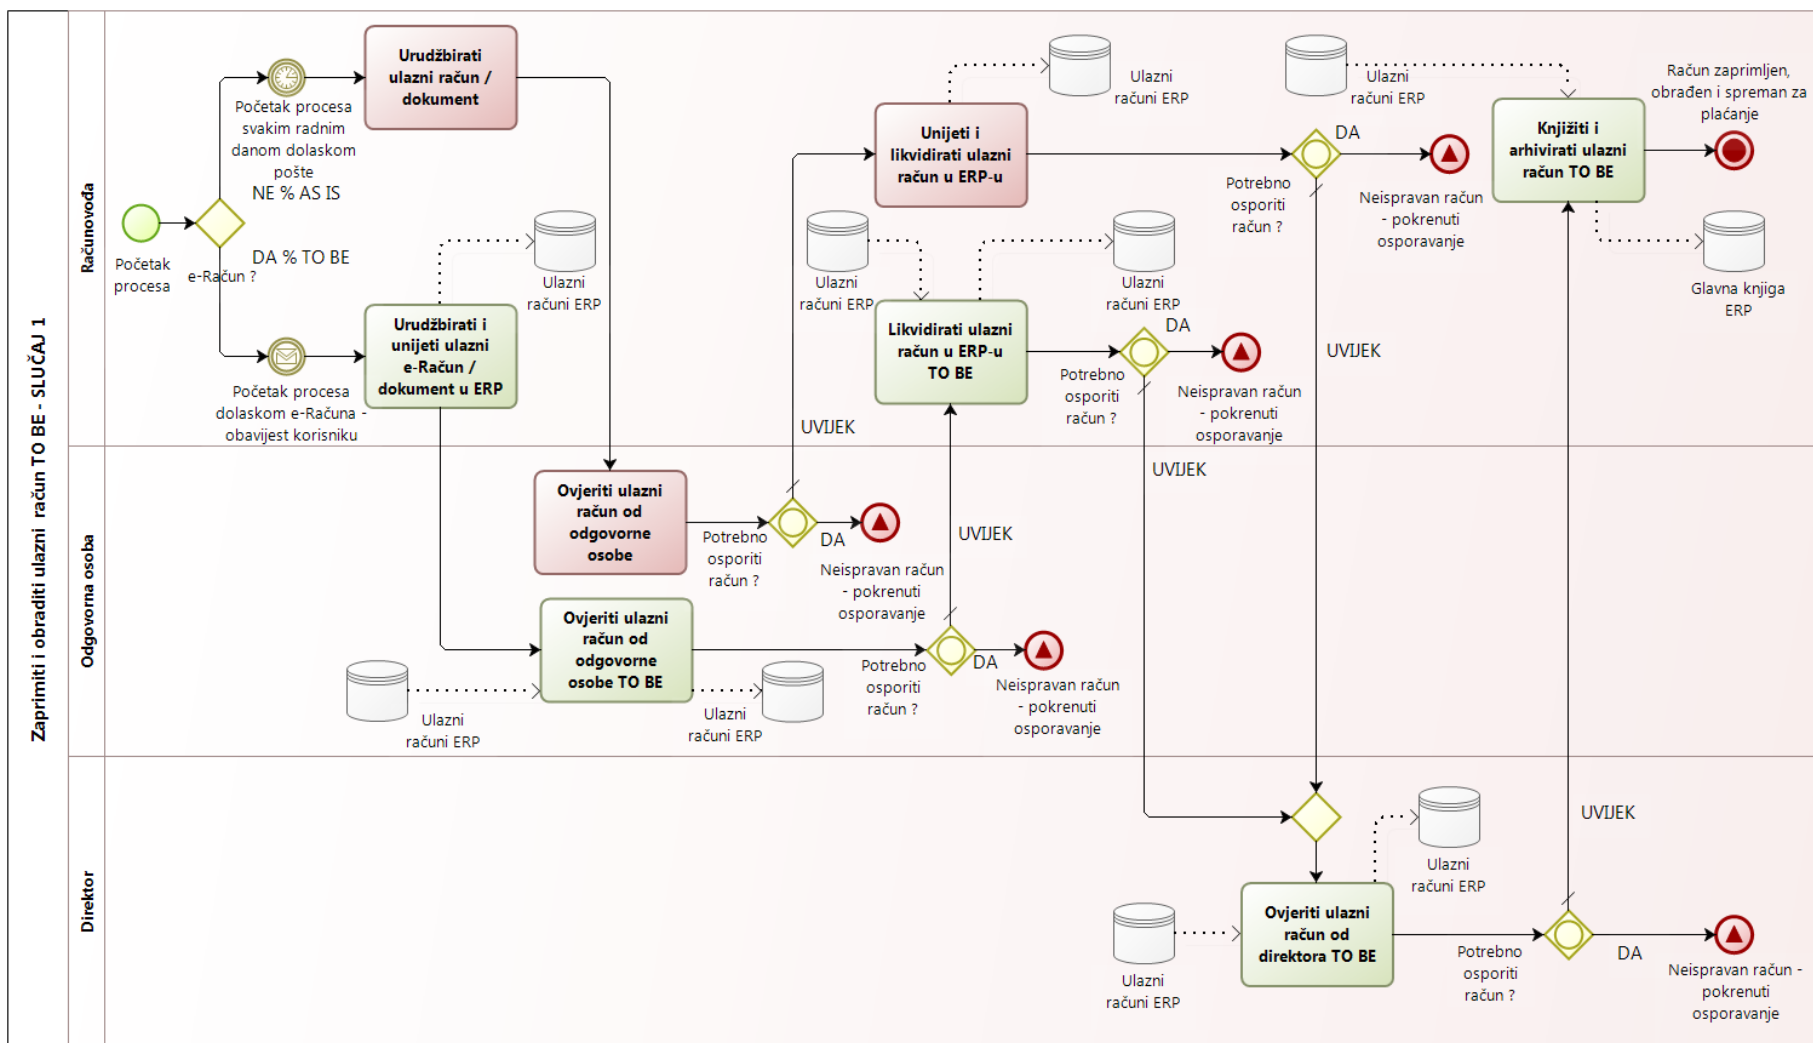 Zaprimiti i obraditi ulazni račun TO BE - SLUČAJ 1
Računovođa
Početak
procesa
e-Račun ?
NE % AS IS
DA % TO BE
Početak procesa
svakim radnim
danom dolaskom
pošte
Urudžbirati
ulazni račun /
dokument
Početak procesa
dolaskom e-Računa -
obavijest korisniku
Urudžbirati i
unijeti ulazni
e-Račun /
dokument u ERP
Ulazni
računi ERP
UVIJEK
Unijeti i
likvidirati ulazni
račun u ERP-u
Ulazni
računi ERP
Ulazni
računi ERP
Likvidirati ulazni
račun u ERP-u
TO BE
Ulazni
računi ERP
Potrebno
osporiti
račun ?
DA
Neispravan račun
- pokrenuti
osporavanje
Potrebno
osporiti
račun ?
DA
Neispravan račun
- pokrenuti
osporavanje
UVIJEK
Ulazni
računi ERP
Knjižiti i
arhivirati ulazni
račun TO BE
Račun zaprimljen,
obrađen i spreman za
plaćanje
Glavna knjiga
ERP
Odgovorna osoba
Ovjeriti ulazni
račun od
odgovorne
osobe
Potrebno
osporiti
račun ?
DA
Neispravan račun
- pokrenuti
osporavanje
UVIJEK
UVIJEK
Ovjeriti ulazni
račun od
odgovorne
osobe TO BE
Ulazni
računi ERP
Ulazni
računi ERP
Potrebno
osporiti
račun ?
DA
Neispravan račun
- pokrenuti
osporavanje
Direktor
Ulazni
računi ERP
Ovjeriti ulazni
račun od
direktora TO BE
Ulazni
računi ERP
Potrebno
osporiti
račun ?
UVIJEK
DA
Neispravan račun -
pokrenuti
osporavanje